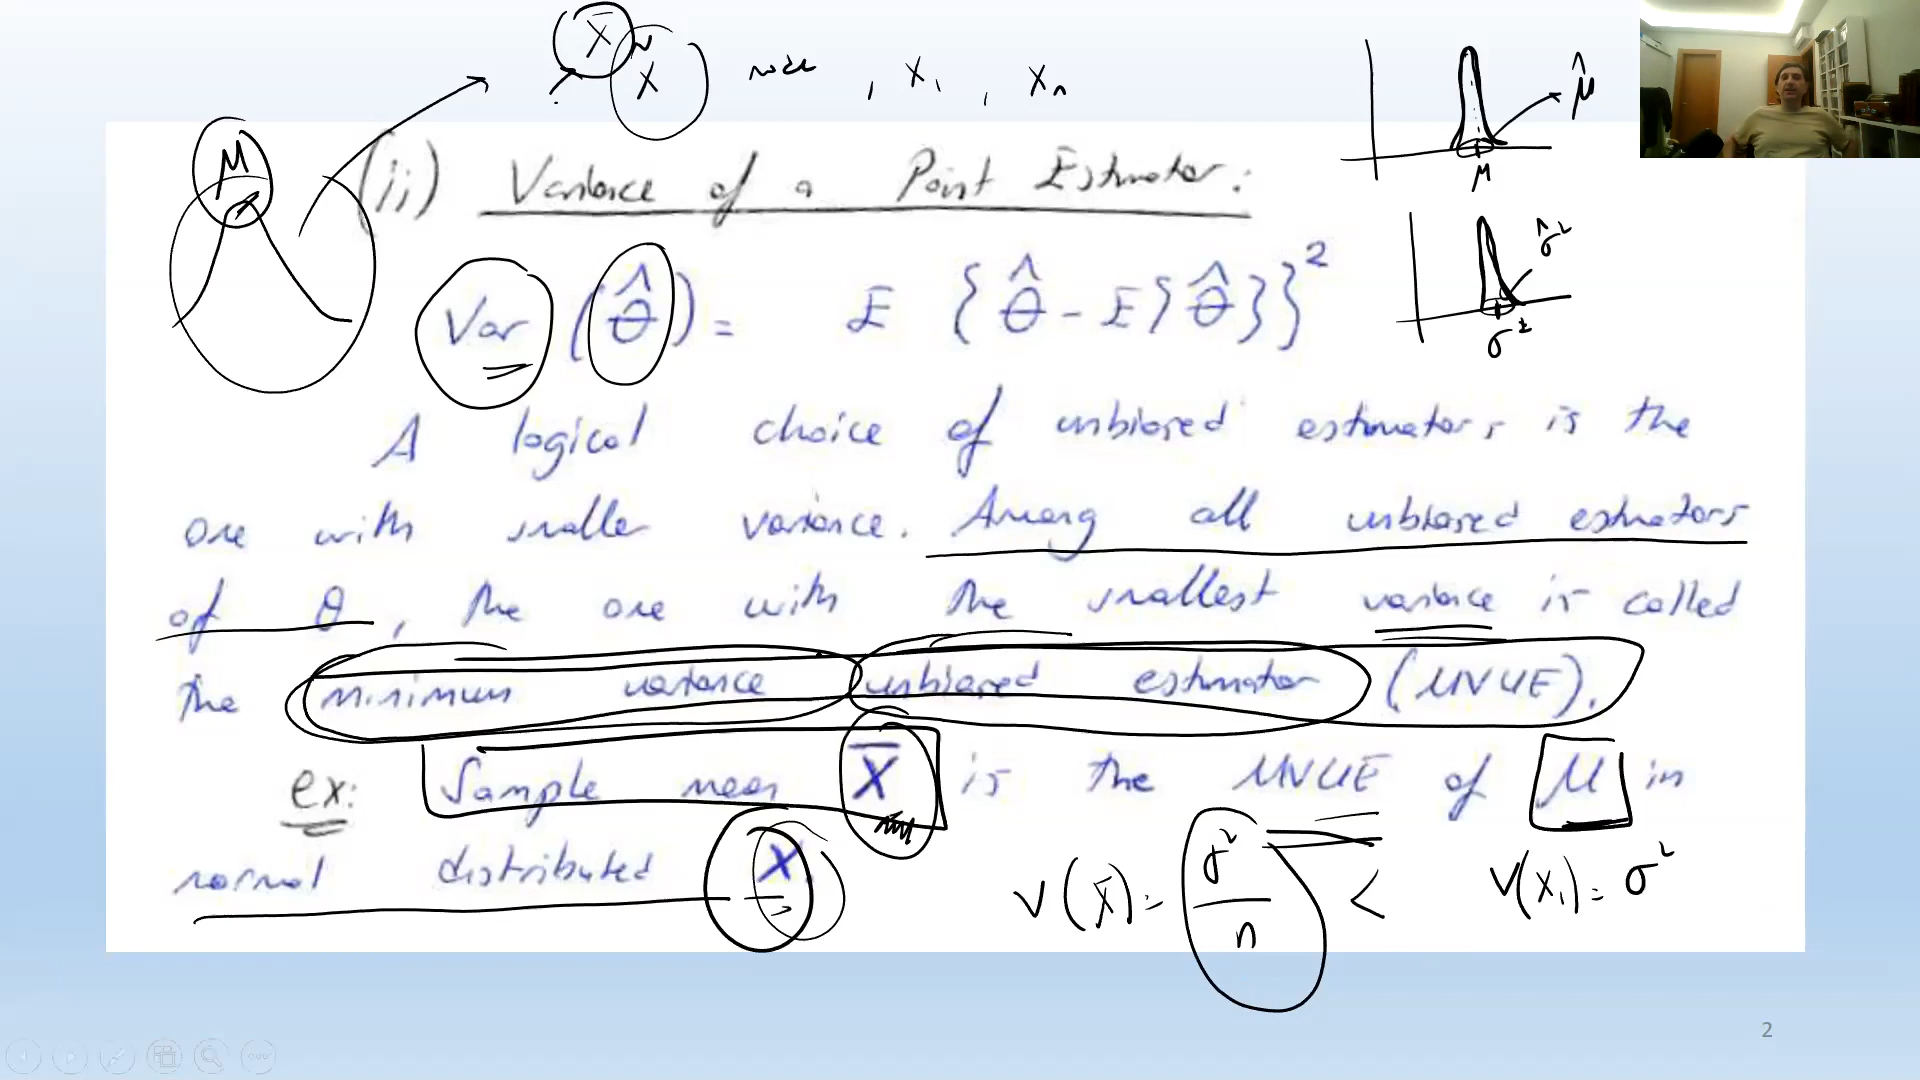 X̄
X̃ mode , X₁ , Xₙ
μ̂
μ
μ
(ii) Variance of a Point Estimator:
σ̂²
Var (θ̂) = E {θ̂ - E{θ̂}}²
σ²
A logical choice of unbiased estimators is the
one with smaller variance. Among all unbiased estimators
of θ, the one with the smallest variance is called
the minimum variance unbiased estimator (MVUE).
ex: Sample mean X̄ is the MVUE of μ in
normal distributed X.
V(X̄) = σ²/n < V(X₁) = σ²
2